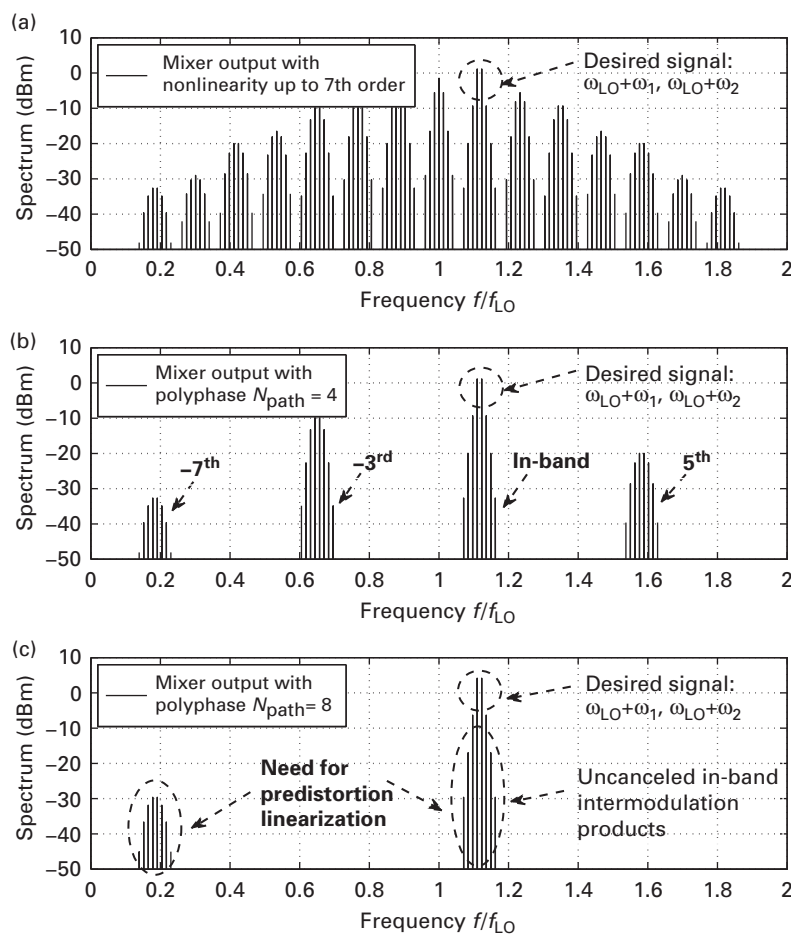 (a)
10
0
−10
−20
−30
−40
−50
Spectrum (dBm)
Mixer output with
nonlinearity up to 7th order
Desired signal:
ωLO+ω1, ωLO+ω2
0
0.2
0.4
0.6
0.8
1
1.2
1.4
1.6
1.8
2
Frequency f/fLO
(b)
10
0
−10
−20
−30
−40
−50
Spectrum (dBm)
Mixer output with
polyphase Npath = 4
Desired signal:
ωLO+ω1, ωLO+ω2
−7th
−3rd
In-band
5th
0
0.2
0.4
0.6
0.8
1
1.2
1.4
1.6
1.8
2
Frequency f/fLO
(c)
10
0
−10
−20
−30
−40
−50
Spectrum (dBm)
Mixer output with
polyphase Npath= 8
Desired signal:
ωLO+ω1, ωLO+ω2
Need for
predistortion
linearization
Uncanceled in-band
intermodulation
products
0
0.2
0.4
0.6
0.8
1
1.2
1.4
1.6
1.8
2
Frequency f/fLO